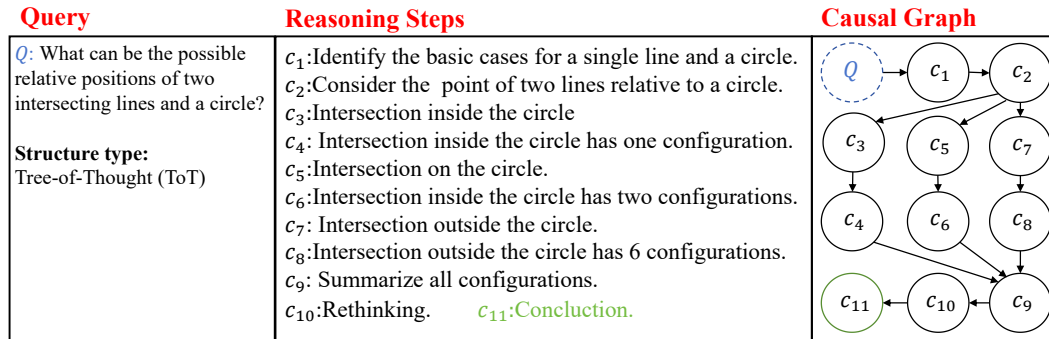 Query
Q: What can be the possible
relative positions of two
intersecting lines and a circle?
Structure type:
Tree-of-Thought (ToT)
Reasoning Steps
c₁:Identify the basic cases for a single line and a circle.
c₂:Consider the point of two lines relative to a circle.
c₃:Intersection inside the circle
c₄: Intersection inside the circle has one configuration.
c₅:Intersection on the circle.
c₆:Intersection inside the circle has two configurations.
c₇: Intersection outside the circle.
c₈:Intersection outside the circle has 6 configurations.
c₉: Summarize all configurations.
c₁₀:Rethinking. c₁₁:Concluction.
Causal Graph
Q c₁ c₂
c₃ c₅ c₇
c₄ c₆ c₈
c₁₁ c₁₀ c₉